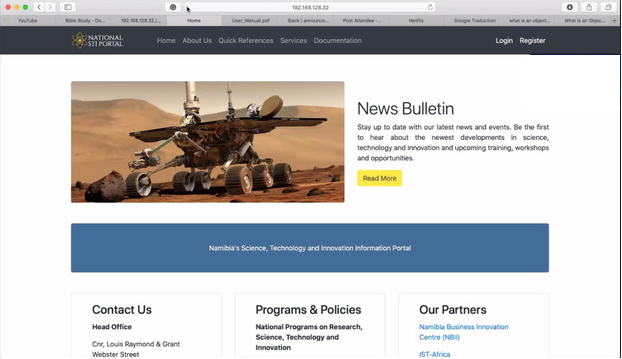 192.168.128.32
YouTube
Bible Study - Do...
192.168.128.32 /...
Home
User_Manual.pdf
Slack | announce...
Post Attendee -...
Netflix
Google Traduction
what is an object...
What is an Objec...
NATIONAL
STI PORTAL
Home About Us Quick References Services Documentation
Login Register
News Bulletin
Stay up to date with our latest news and events. Be the first
to hear about the newest developments in science,
technology and innovation and upcoming training, workshops
and opportunities.
Read More
Namibia's Science, Technology and Innovation Information Portal
Contact Us
Head Office
Cnr, Louis Raymond & Grant
Webster Street
Programs & Policies
National Programs on Research,
Science, Technology and
Innovation
Our Partners
Namibia Business Innovation
Centre (NBII)
IST-Africa